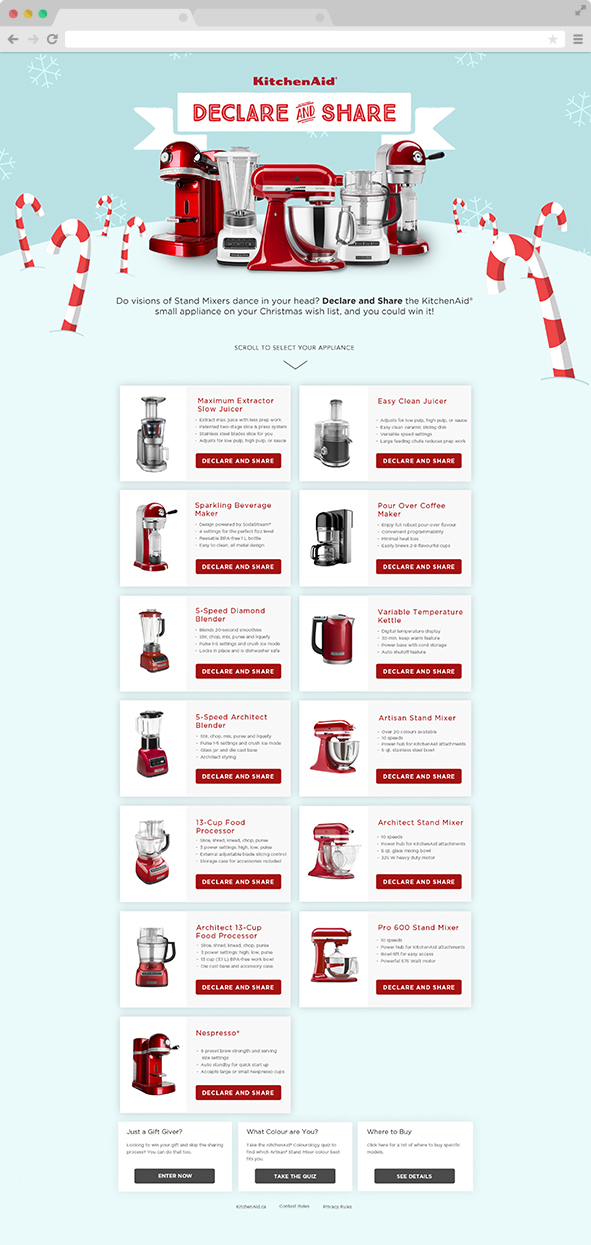 KitchenAid®
DECLARE AND SHARE
Do visions of Stand Mixers dance in your head? Declare and Share the KitchenAid®
small appliance on your Christmas wish list, and you could win it!
SCROLL TO SELECT YOUR APPLIANCE
Maximum Extractor
Slow Juicer
- Extract max. juice with less prep work
- Patented two-stage slice & press system
- Stainless steel blades slice for you
- Adjusts for low pulp, high pulp, or sauce
DECLARE AND SHARE
Easy Clean Juicer
- Adjusts for low pulp, high pulp, or sauce
- Easy clean ceramic slicing disk
- Variable speed settings
- Large feeding chute reduces prep work
DECLARE AND SHARE
Sparkling Beverage
Maker
- Design powered by SodaStream®
- 4 settings for the perfect fizz level
- Reusable BPA-free 1 L bottle
- Easy to clean, all metal design
DECLARE AND SHARE
Pour Over Coffee
Maker
- Enjoy full robust pour-over flavour
- Convenient programmability
- Minimal heat loss
- Easily brews 2-8 flavourful cups
DECLARE AND SHARE
5-Speed Diamond
Blender
- Blends 20-second smoothies
- Stir, chop, mix, puree and liquefy
- Pulse 1-5 settings and crush ice mode
- Locks in place and is dishwasher safe
DECLARE AND SHARE
Variable Temperature
Kettle
- Digital temperature display
- 30-min. keep warm feature
- Power base with cord storage
- Auto shutoff feature
DECLARE AND SHARE
5-Speed Architect
Blender
- Stir, chop, mix, puree and liquefy
- Pulse 1-5 settings and crush ice mode
- Glass jar and die cast base
- Architect styling
DECLARE AND SHARE
Artisan Stand Mixer
- Over 20 colours available
- 10 speeds
- Power hub for KitchenAid attachments
- 5 qt. stainless steel bowl
DECLARE AND SHARE
13-Cup Food
Processor
- Slice, shred, knead, chop, puree
- 3 power settings: high, low, pulse
- External adjustable blade slicing control
- Storage case for accessories included
DECLARE AND SHARE
Architect Stand Mixer
- 10 speeds
- Power hub for KitchenAid attachments
- 5 qt. glass mixing bowl
- 325 W heavy duty motor
DECLARE AND SHARE
Architect 13-Cup
Food Processor
- Slice, shred, knead, chop, puree
- 3 power settings: high, low, pulse
- 13 cup (3.1 L) BPA-free work bowl
- Die cast base and accessory case
DECLARE AND SHARE
Pro 600 Stand Mixer
- 10 speeds
- Power hub for KitchenAid attachments
- Bowl-lift for easy access
- Powerful 575 Watt motor
DECLARE AND SHARE
Nespresso®
- 6 preset brew strength and serving
size settings
- Auto standby for quick start up
- Accepts large or small Nespresso cups
DECLARE AND SHARE
Just a Gift Giver?
Looking to win your gift and skip the sharing
process? You can do that too.
ENTER NOW
What Colour are You?
Take the KitchenAid® Colourology quiz to
find which Artisan® Stand Mixer colour best
fits you.
TAKE THE QUIZ
Where to Buy
Click here for a list of where to buy specific
models.
SEE DETAILS
KitchenAid.ca Contest Rules Privacy Rules